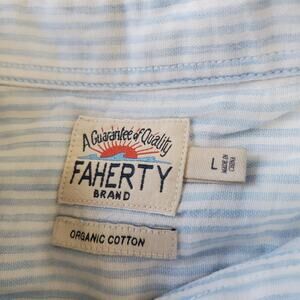 A Guarantee of Quality
FAHERTY
BRAND
L
MADE IN
CHINA
ORGANIC COTTON